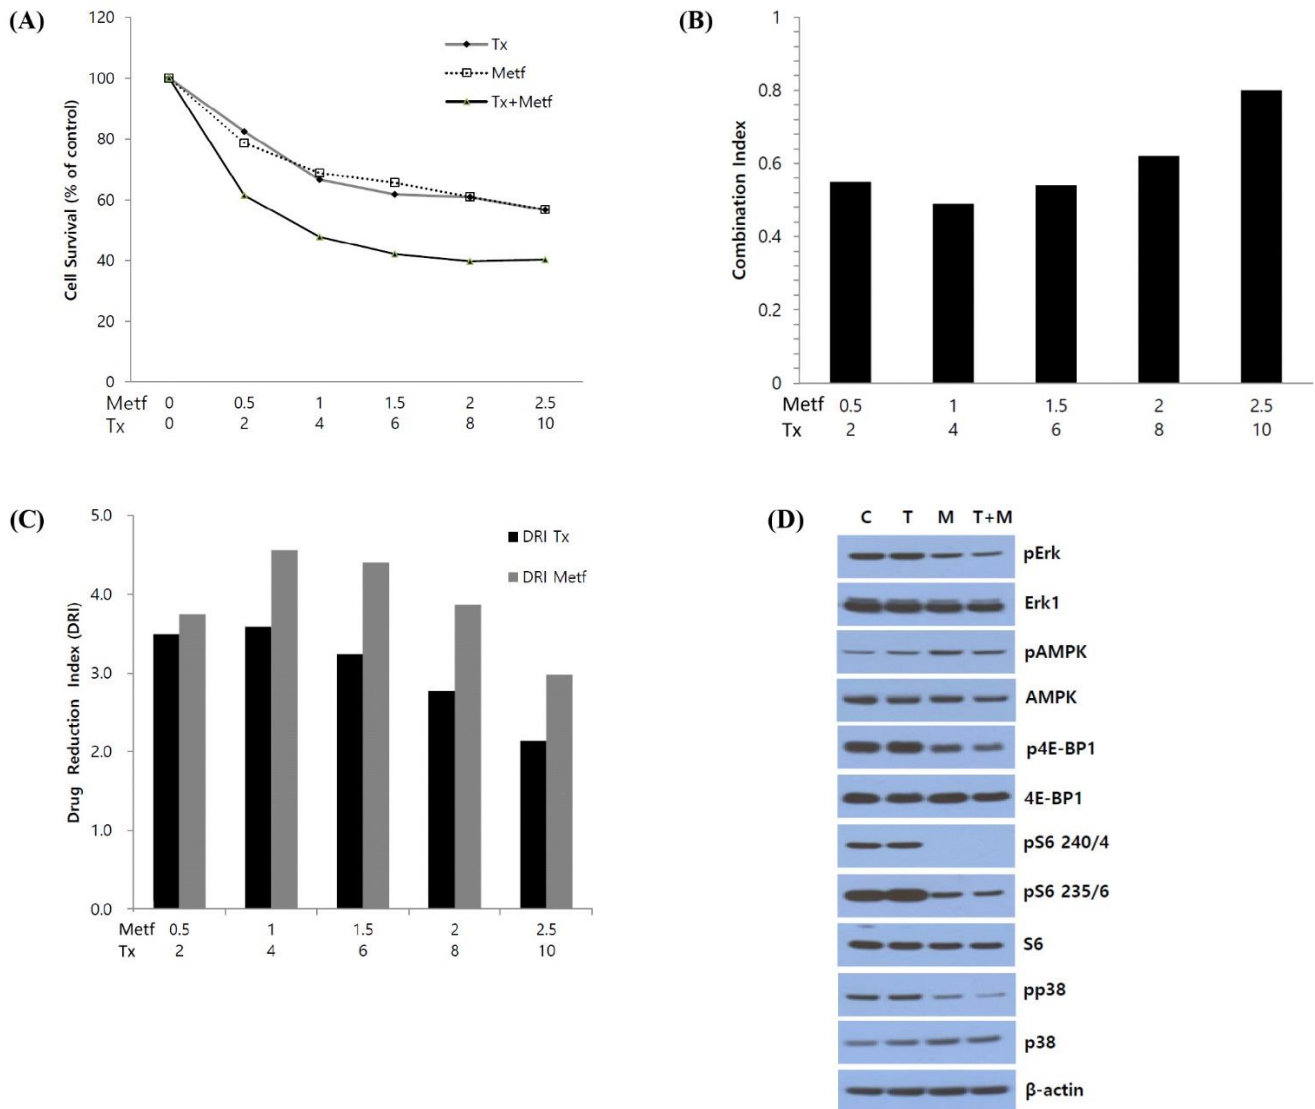 (A)
Cell Survival (% of control)
120
100
80
60
40
20
0
Tx
Metf
Tx+Metf
Metf 0 0.5 1 1.5 2 2.5
Tx 0 2 4 6 8 10
(B)
Combination Index
1
0.8
0.6
0.4
0.2
0
Metf 0.5 1 1.5 2 2.5
Tx 2 4 6 8 10
(C)
Drug Reduction Index (DRI)
5.0
4.0
3.0
2.0
1.0
0.0
DRI Tx
DRI Metf
Metf 0.5 1 1.5 2 2.5
Tx 2 4 6 8 10
(D)
C T M T+M
pErk
Erk1
pAMPK
AMPK
p4E-BP1
4E-BP1
pS6 240/4
pS6 235/6
S6
pp38
p38
β-actin